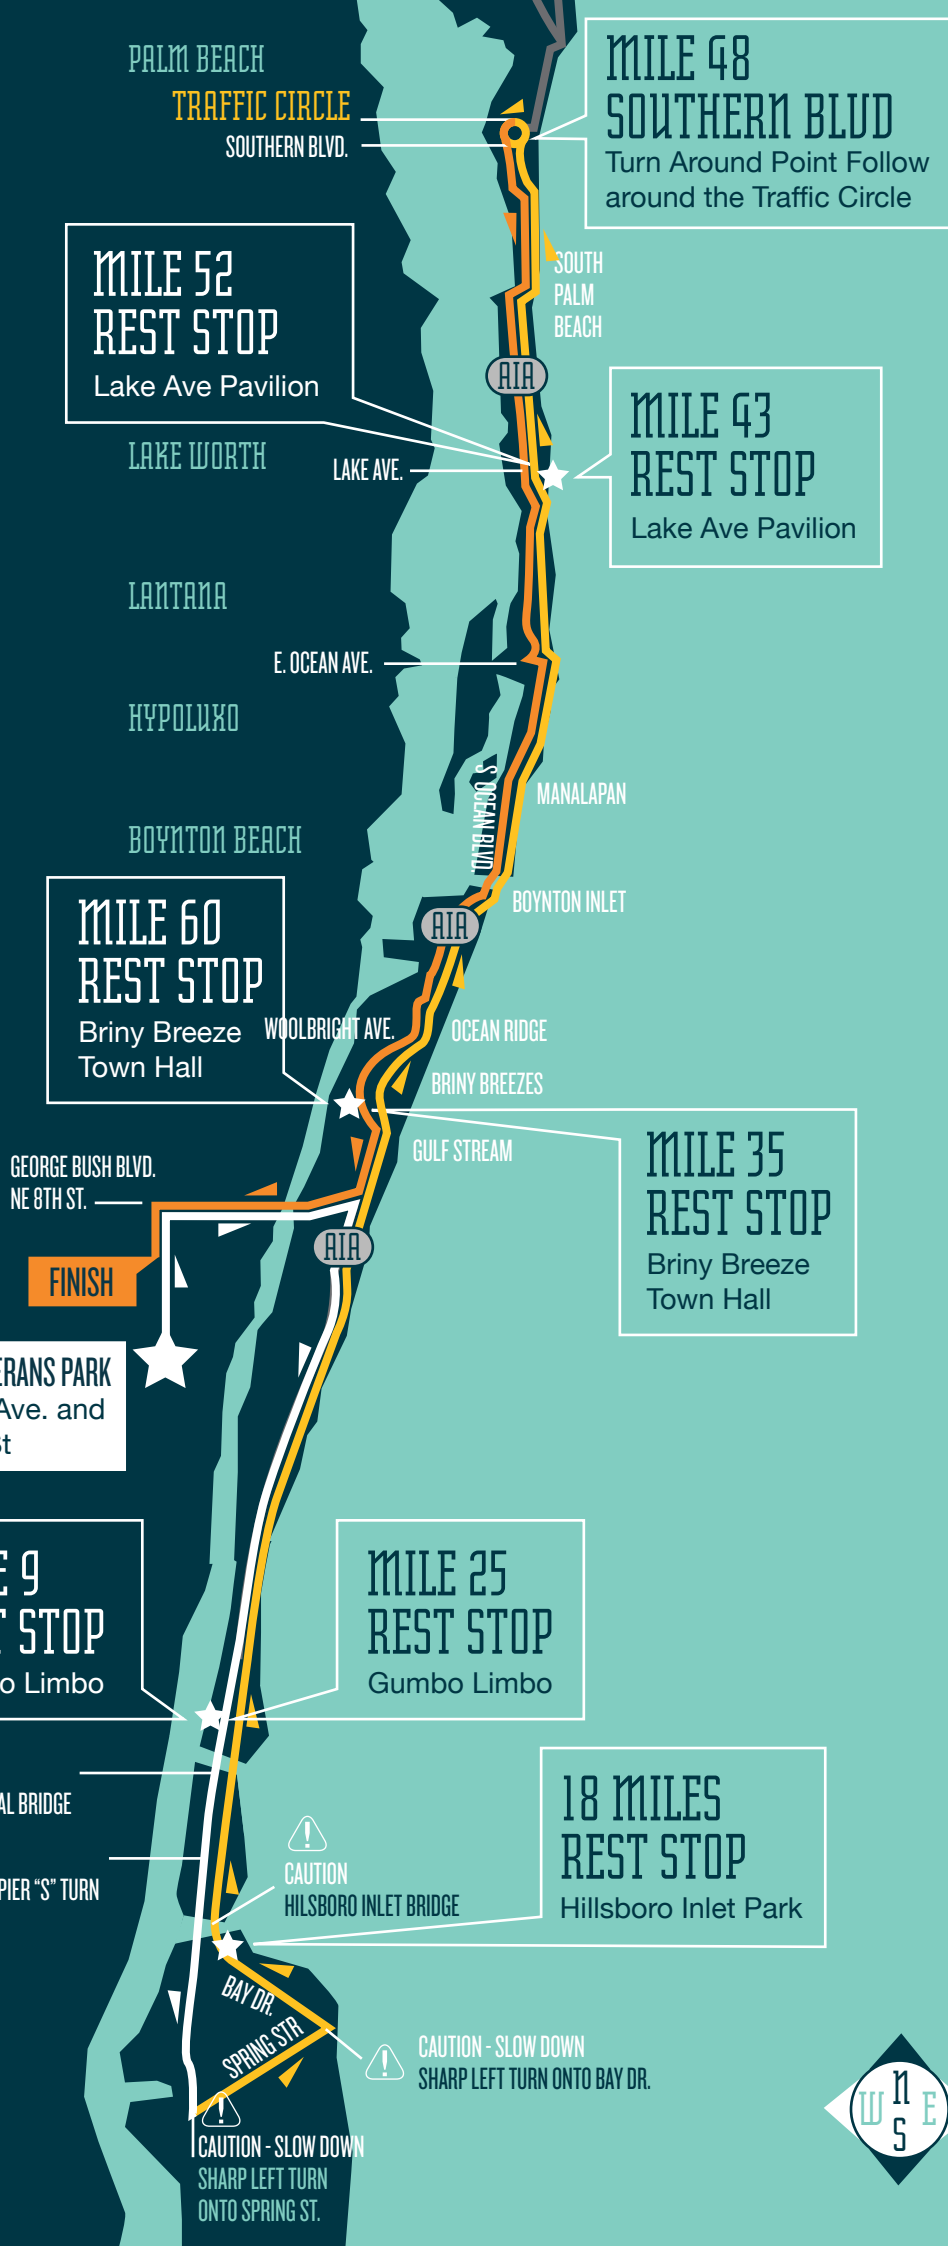 PALM BEACH
TRAFFIC CIRCLE
SOUTHERN BLVD.
MILE 48
SOUTHERN BLVD
Turn Around Point Follow
around the Traffic Circle
MILE 52
REST STOP
Lake Ave Pavilion
SOUTH
PALM
BEACH
A1A
MILE 43
REST STOP
Lake Ave Pavilion
LAKE WORTH
LAKE AVE.
LANTANA
E. OCEAN AVE.
HYPOLUXO
S. OCEAN BLVD.
MANALAPAN
BOYNTON BEACH
BOYNTON INLET
A1A
MILE 60
REST STOP
Briny Breeze
Town Hall
WOOLBRIGHT AVE.
OCEAN RIDGE
BRINY BREEZES
GULF STREAM
MILE 35
REST STOP
Briny Breeze
Town Hall
GEORGE BUSH BLVD.
NE 8TH ST.
A1A
FINISH
ERANS PARK
Ave. and
St
E 9
T STOP
o Limbo
MILE 25
REST STOP
Gumbo Limbo
AL BRIDGE
PIER “S” TURN
18 MILES
REST STOP
Hillsboro Inlet Park
CAUTION
HILSBORO INLET BRIDGE
BAY DR.
SPRING STR
CAUTION - SLOW DOWN
SHARP LEFT TURN ONTO BAY DR.
CAUTION - SLOW DOWN
SHARP LEFT TURN
ONTO SPRING ST.
N
W E
S